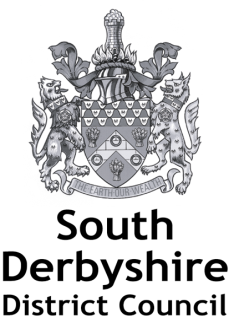 THE EARTH OUR WEALTH
South
Derbyshire
District Council